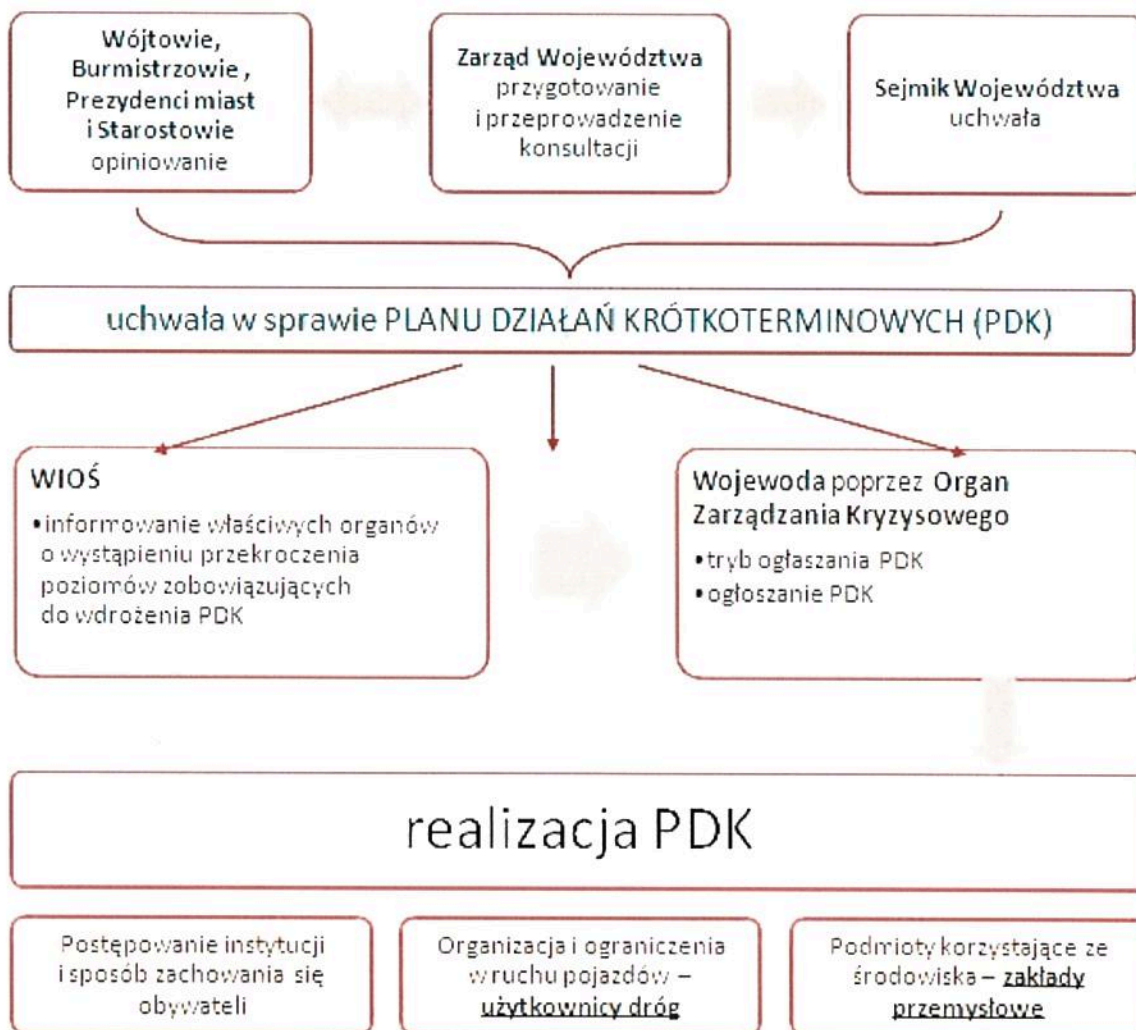 Wójtowie,
Burmistrzowie ,
Prezydenci miast
i Starostowie
opiniowanie
Zarząd Województwa
przygotowanie
i przeprowadzenie
konsultacji
Sejmik Województwa
uchwała
uchwała w sprawie PLANU DZIAŁAŃ KRÓTKOTERMINOWYCH (PDK)
WIOŚ
•informowanie właściwych organów
o wystąpieniu przekroczenia
poziomów zobowiązujących
do wdrożenia PDK
Wojewoda poprzez Organ
Zarządzania Kryzysowego
•tryb ogłaszania PDK
•ogłoszanie PDK
realizacja PDK
Postępowanie instytucji
i sposób zachowania się
obywateli
Organizacja i ograniczenia
w ruchu pojazdów –
użytkownicy dróg
Podmioty korzystające ze
środowiska – zakłady
przemysłowe